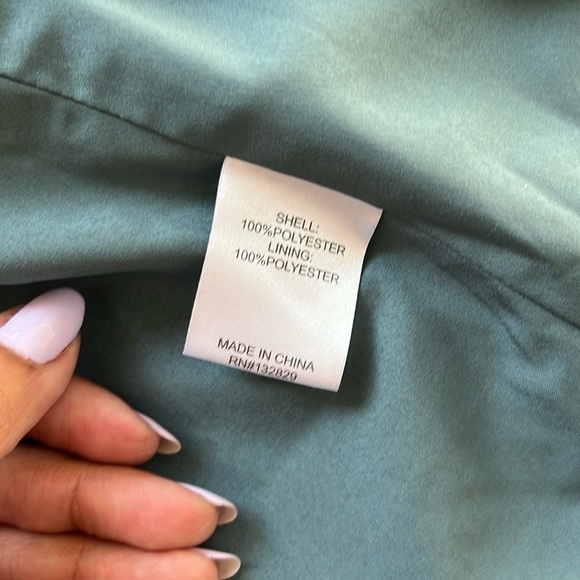 SHELL:
100%POLYESTER
LINING:
100%POLYESTER
MADE IN CHINA
RN#132829